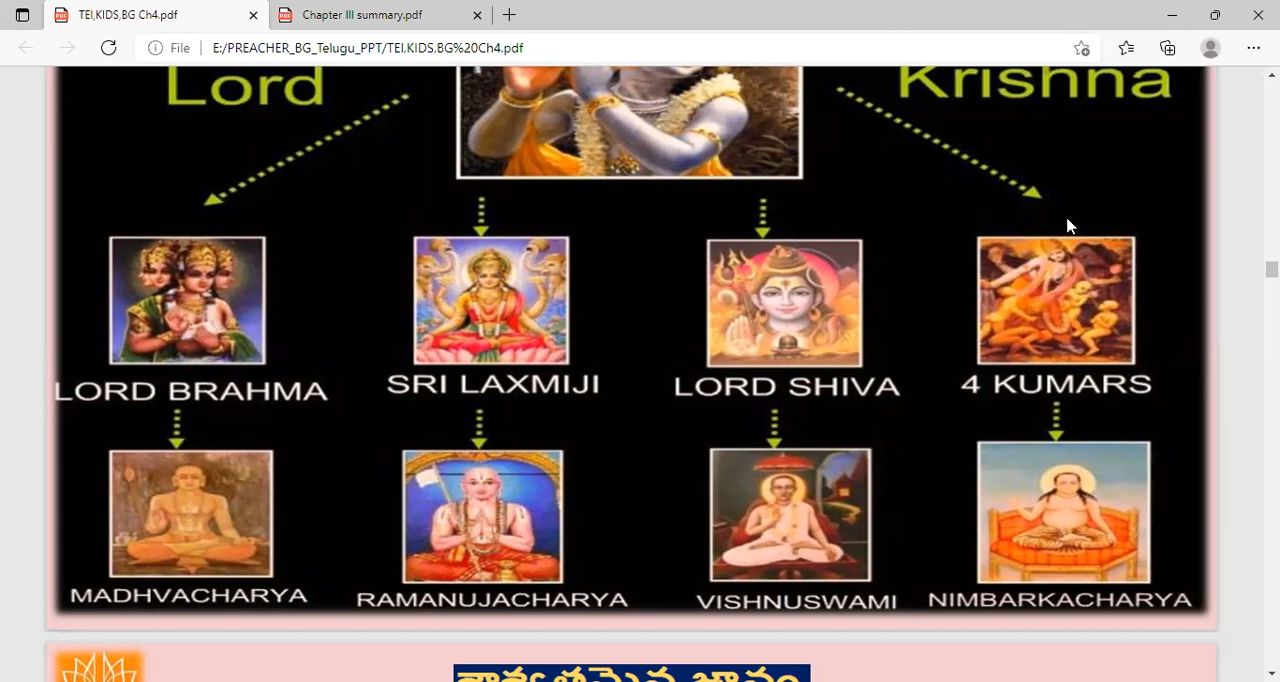 TEI,KIDS,BG Ch4.pdf
Chapter III summary.pdf
File
E:/PREACHER_BG_Telugu_PPT/TEI,KIDS,BG%20Ch4.pdf
Lord
Krishna
LORD BRAHMA
SRI LAXMIJI
LORD SHIVA
4 KUMARS
MADHVACHARYA
RAMANUJACHARYA
VISHNUSWAMI
NIMBARKACHARYA
శాశ్వతమైన జ్ఞానం